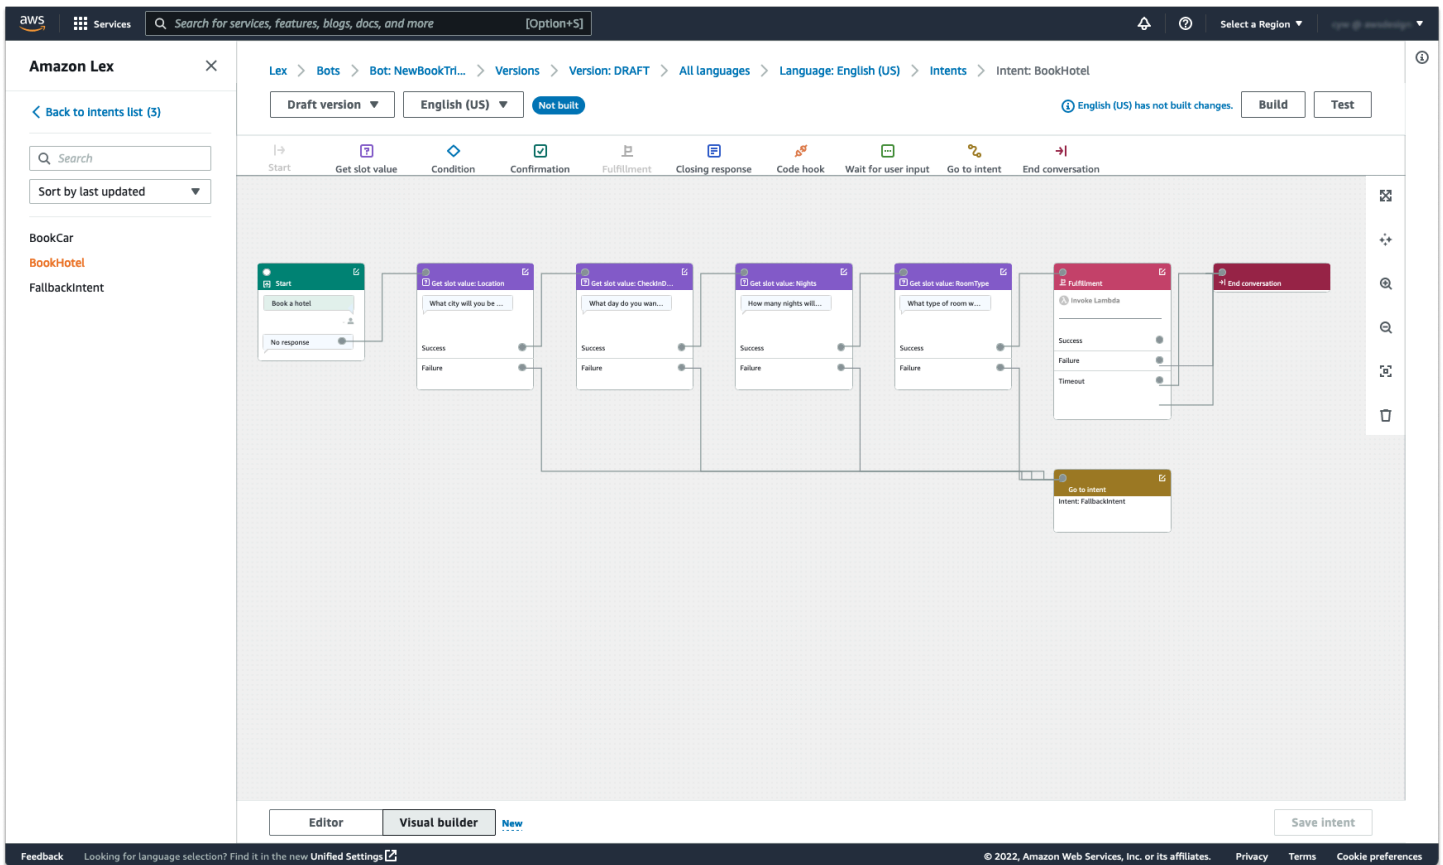 aws Services Search for services, features, blogs, docs, and more [Option+S] Select a Region
Amazon Lex
Back to intents list (3)
Search
Sort by last updated
BookCar
BookHotel
FallbackIntent
Lex Bots Bot: NewBookTri... Versions Version: DRAFT All languages Language: English (US) Intents Intent: BookHotel
Draft version English (US) Not built English (US) has not built changes. Build Test
Start Get slot value Condition Confirmation Fulfillment Closing response Code hook Wait for user input Go to intent End conversation
Start
Book a hotel
No response
Get slot value: Location
What city will you be ...
Success
Failure
Get slot value: CheckInD...
What day do you wan...
Success
Failure
Get slot value: Nights
How many nights will...
Success
Failure
Get slot value: RoomType
What type of room w...
Success
Failure
Fulfillment
Invoke Lambda
Success
Failure
Timeout
End conversation
Go to intent
Intent: FallbackIntent
Editor Visual builder New Save intent
Feedback Looking for language selection? Find it in the new Unified Settings © 2022, Amazon Web Services, Inc. or its affiliates. Privacy Terms Cookie preferences